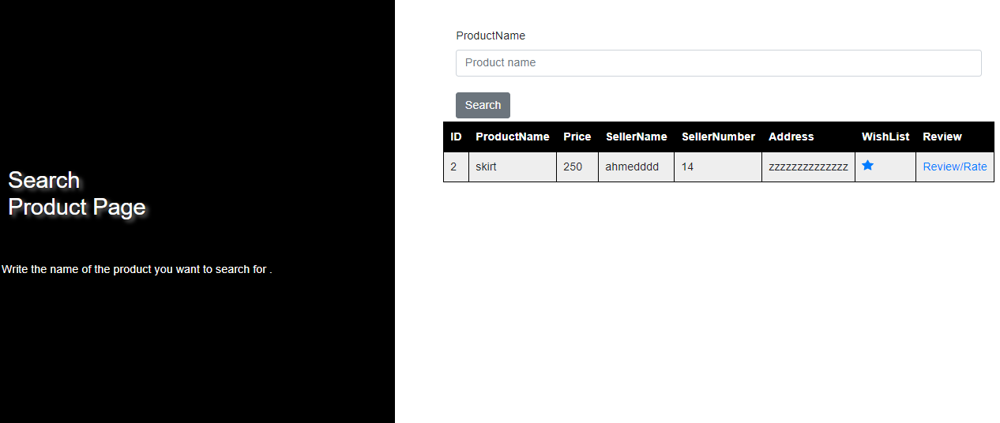 Search
Product Page
Write the name of the product you want to search for .
ProductName
Product name
Search
ID ProductName Price SellerName SellerNumber Address WishList Review
2 skirt 250 ahmedddd 14 zzzzzzzzzzzzzz Review/Rate